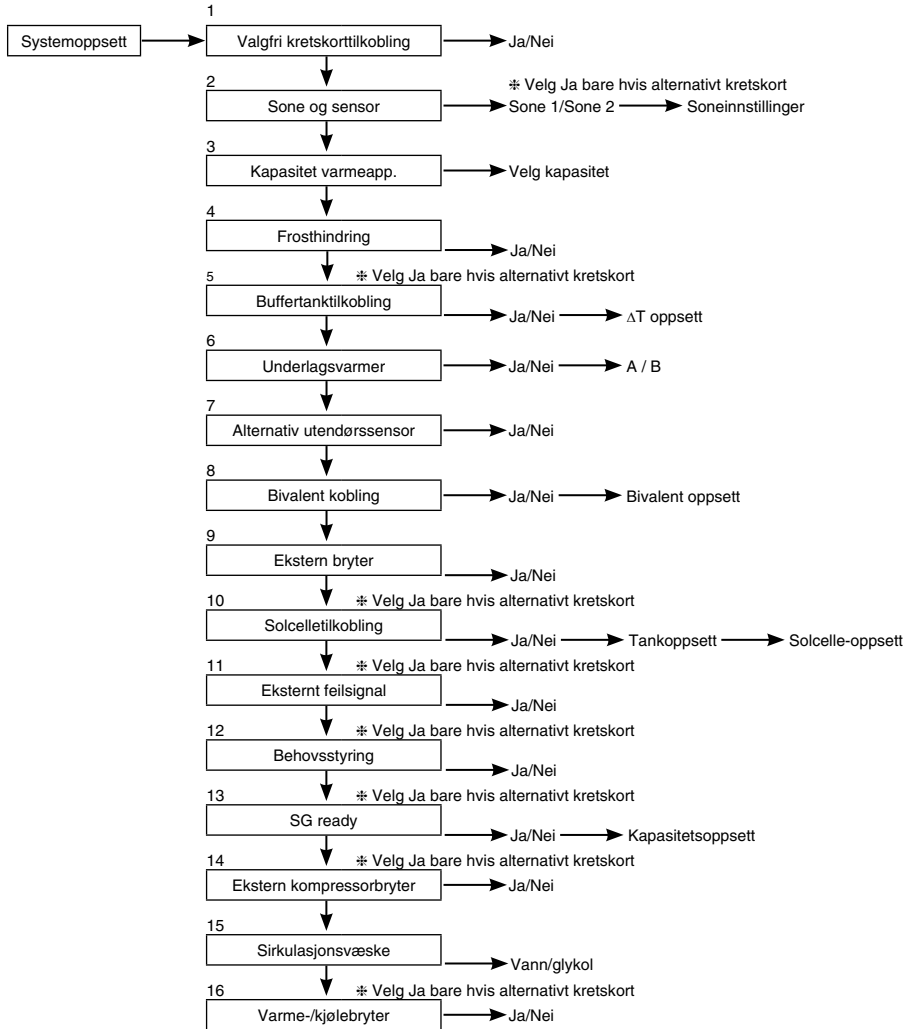 1
Systemoppsett
Valgfri kretskorttilkobling
Ja/Nei
2
❈ Velg Ja bare hvis alternativt kretskort
Sone og sensor
Sone 1/Sone 2
Soneinnstillinger
3
Kapasitet varmeapp.
Velg kapasitet
4
Frosthindring
Ja/Nei
5
❈ Velg Ja bare hvis alternativt kretskort
Buffertanktilkobling
Ja/Nei
ΔT oppsett
6
Underlagsvarmer
Ja/Nei
A / B
7
Alternativ utendørssensor
Ja/Nei
8
Bivalent kobling
Ja/Nei
Bivalent oppsett
9
Ekstern bryter
Ja/Nei
10
❈ Velg Ja bare hvis alternativt kretskort
Solcelletilkobling
Ja/Nei
Tankoppsett
Solcelle-oppsett
11
❈ Velg Ja bare hvis alternativt kretskort
Eksternt feilsignal
Ja/Nei
12
❈ Velg Ja bare hvis alternativt kretskort
Behovsstyring
Ja/Nei
13
❈ Velg Ja bare hvis alternativt kretskort
SG ready
Ja/Nei
Kapasitetsoppsett
14
❈ Velg Ja bare hvis alternativt kretskort
Ekstern kompressorbryter
Ja/Nei
15
Sirkulasjonsvæske
Vann/glykol
16
❈ Velg Ja bare hvis alternativt kretskort
Varme-/kjølebryter
Ja/Nei